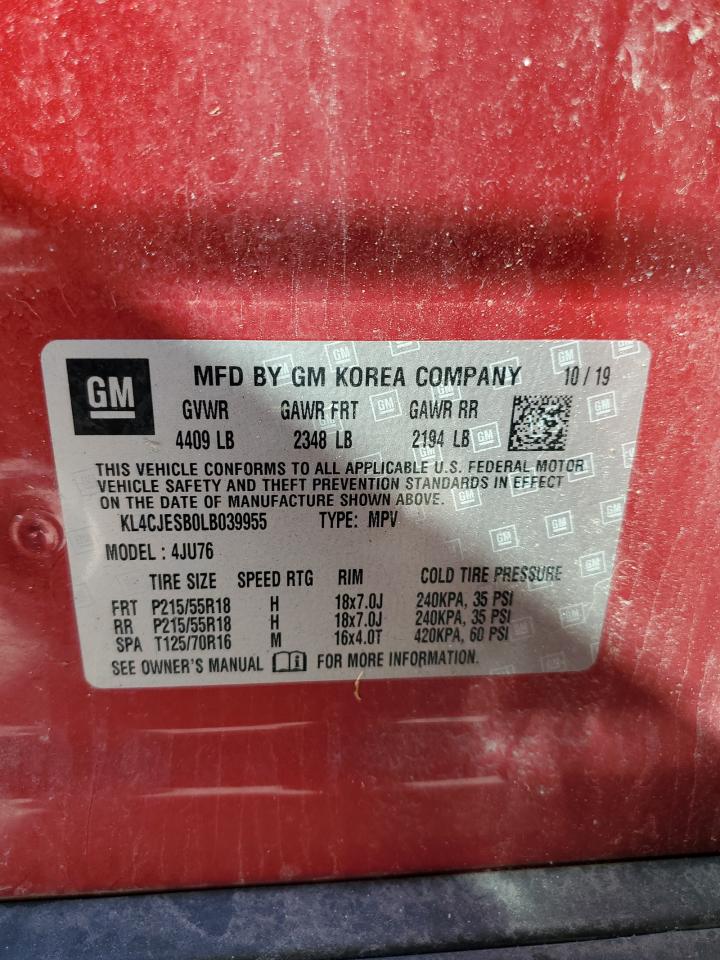 GM
MFD BY GM KOREA COMPANY 10 / 19
GVWR GAWR FRT GAWR RR
4409 LB 2348 LB 2194 LB
THIS VEHICLE CONFORMS TO ALL APPLICABLE U.S. FEDERAL MOTOR
VEHICLE SAFETY AND THEFT PREVENTION STANDARDS IN EFFECT
ON THE DATE OF MANUFACTURE SHOWN ABOVE.
KL4CJESB0LB039955 TYPE: MPV
MODEL : 4JU76
TIRE SIZE SPEED RTG RIM COLD TIRE PRESSURE
FRT P215/55R18 H 18x7.0J 240KPA, 35 PSI
RR P215/55R18 H 18x7.0J 240KPA, 35 PSI
SPA T125/70R16 M 16x4.0T 420KPA, 60 PSI
SEE OWNER'S MANUAL FOR MORE INFORMATION.